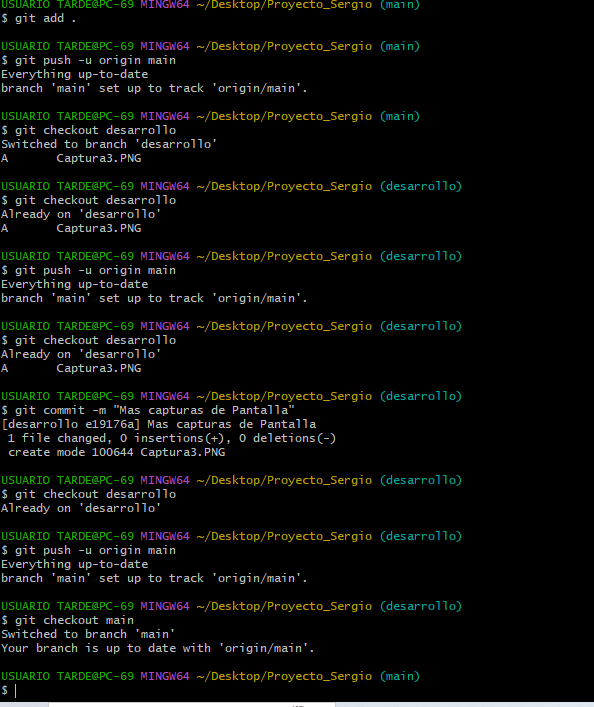 USUARIO TARDE@PC-69 MINGW64 ~/Desktop/Proyecto_Sergio (main)
$ git add .
USUARIO TARDE@PC-69 MINGW64 ~/Desktop/Proyecto_Sergio (main)
$ git push -u origin main
Everything up-to-date
branch 'main' set up to track 'origin/main'.
USUARIO TARDE@PC-69 MINGW64 ~/Desktop/Proyecto_Sergio (main)
$ git checkout desarrollo
Switched to branch 'desarrollo'
A       Captura3.PNG
USUARIO TARDE@PC-69 MINGW64 ~/Desktop/Proyecto_Sergio (desarrollo)
$ git checkout desarrollo
Already on 'desarrollo'
A       Captura3.PNG
USUARIO TARDE@PC-69 MINGW64 ~/Desktop/Proyecto_Sergio (desarrollo)
$ git push -u origin main
Everything up-to-date
branch 'main' set up to track 'origin/main'.
USUARIO TARDE@PC-69 MINGW64 ~/Desktop/Proyecto_Sergio (desarrollo)
$ git checkout desarrollo
Already on 'desarrollo'
A       Captura3.PNG
USUARIO TARDE@PC-69 MINGW64 ~/Desktop/Proyecto_Sergio (desarrollo)
$ git commit -m "Mas capturas de Pantalla"
[desarrollo e19176a] Mas capturas de Pantalla
 1 file changed, 0 insertions(+), 0 deletions(-)
 create mode 100644 Captura3.PNG
USUARIO TARDE@PC-69 MINGW64 ~/Desktop/Proyecto_Sergio (desarrollo)
$ git checkout desarrollo
Already on 'desarrollo'
USUARIO TARDE@PC-69 MINGW64 ~/Desktop/Proyecto_Sergio (desarrollo)
$ git push -u origin main
Everything up-to-date
branch 'main' set up to track 'origin/main'.
USUARIO TARDE@PC-69 MINGW64 ~/Desktop/Proyecto_Sergio (desarrollo)
$ git checkout main
Switched to branch 'main'
Your branch is up to date with 'origin/main'.
USUARIO TARDE@PC-69 MINGW64 ~/Desktop/Proyecto_Sergio (main)
$